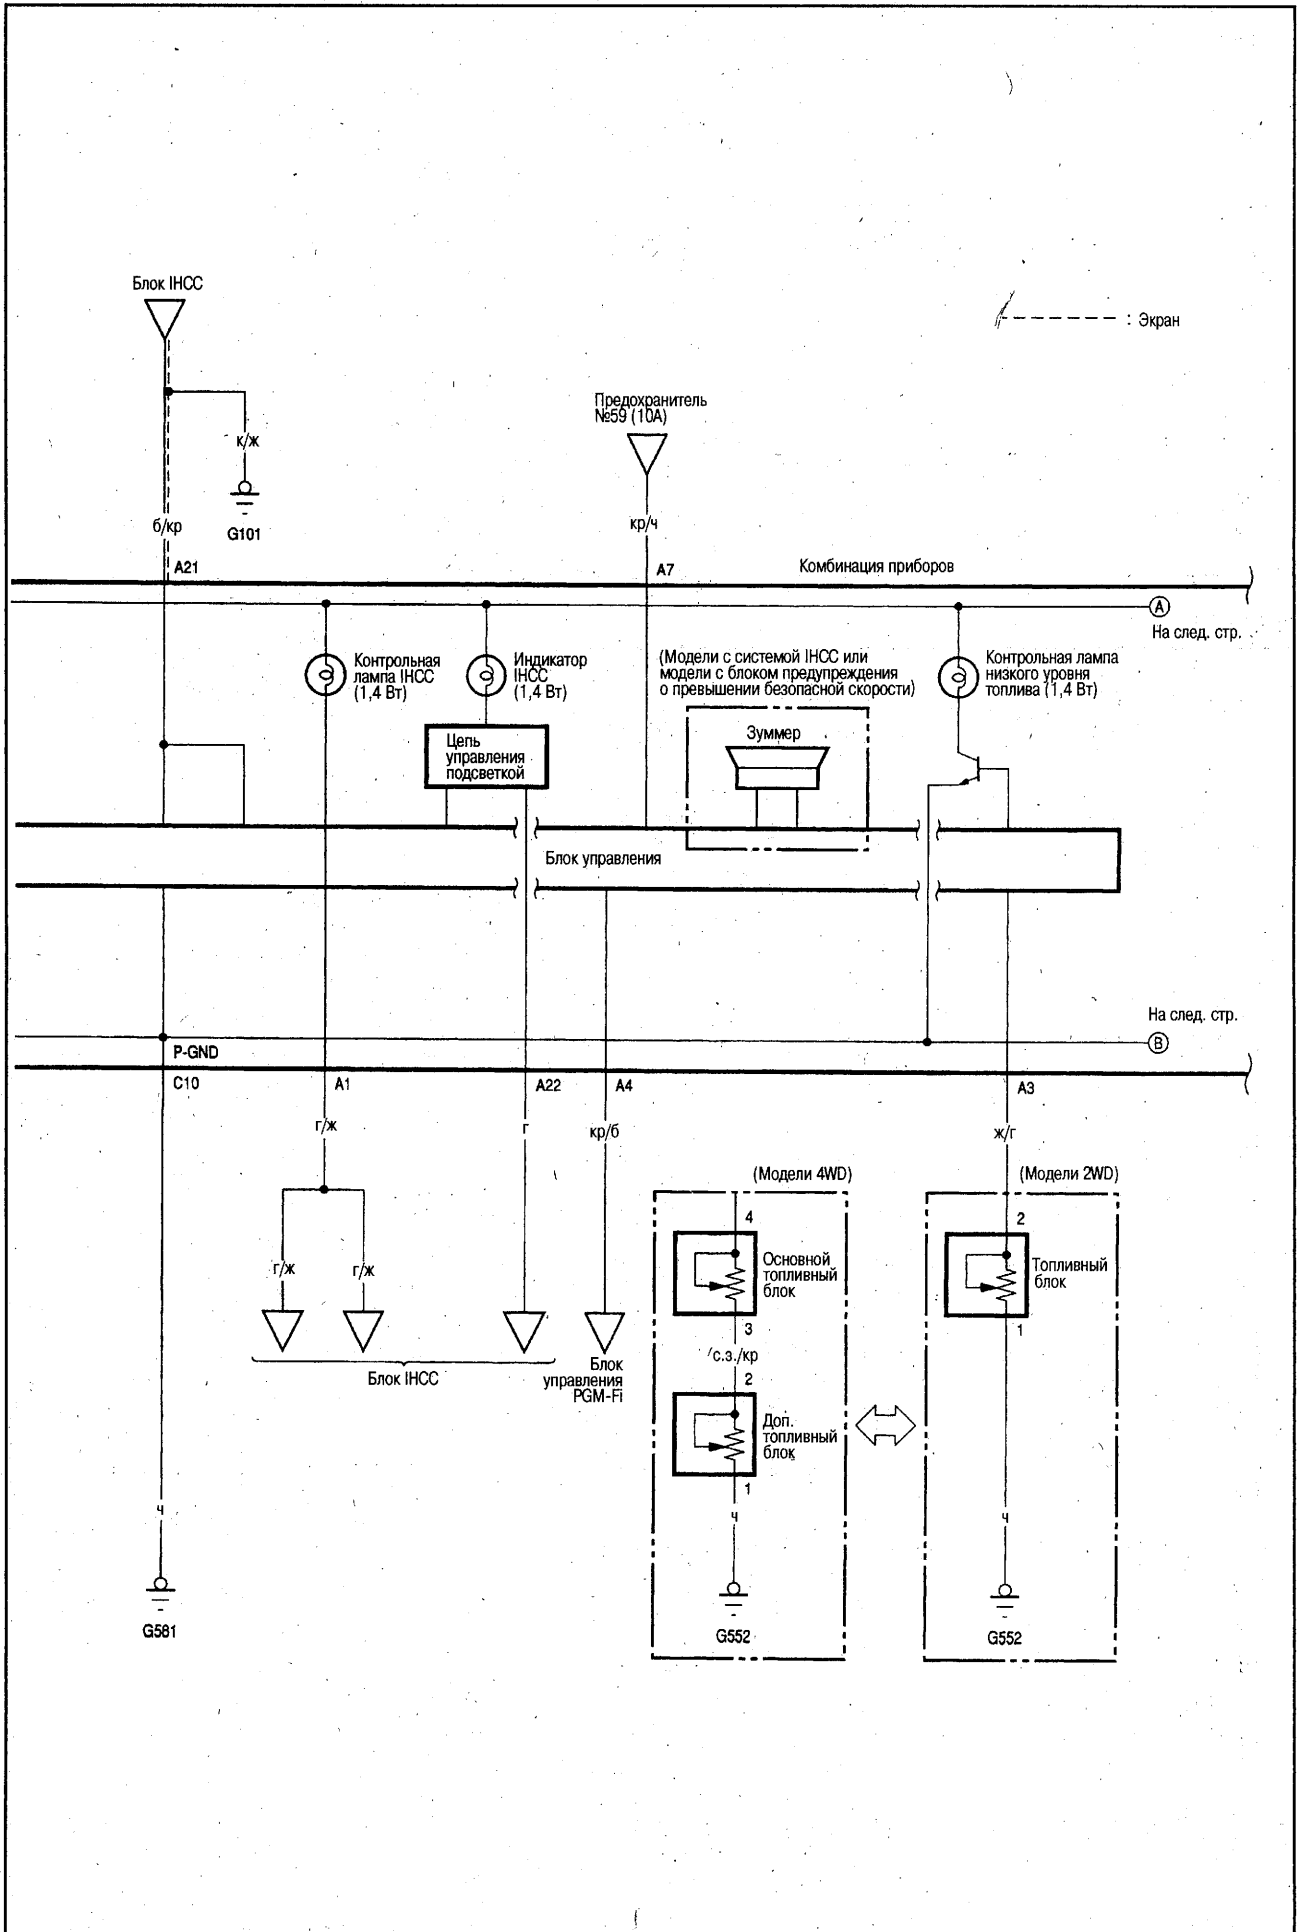 Блок IHCC
: Экран
Предохранитель
№59 (10А)
к/ж
б/кр
G101
кр/ч
A21
A7
Комбинация приборов
A
На след. стр.
Контрольная
лампа IHCC
(1,4 Вт)
Индикатор
IHCC
(1,4 Вт)
(Модели с системой IHCC или
модели с блоком предупреждения
о превышении безопасной скорости)
Контрольная лампа
низкого уровня
топлива (1,4 Вт)
Зуммер
Цепь
управления
подсветкой
Блок управления
На след. стр.
B
P-GND
C10
A1
A22
A4
A3
г/ж
г
кр/б
ж/г
(Модели 4WD)
(Модели 2WD)
4
2
Основной
топливный
блок
Топливный
блок
г/ж
г/ж
3
1
с.з./кр
Блок IHCC
Блок
управления
PGM-Fi
2
Доп.
топливный
блок
1
ч
ч
ч
G581
G552
G552